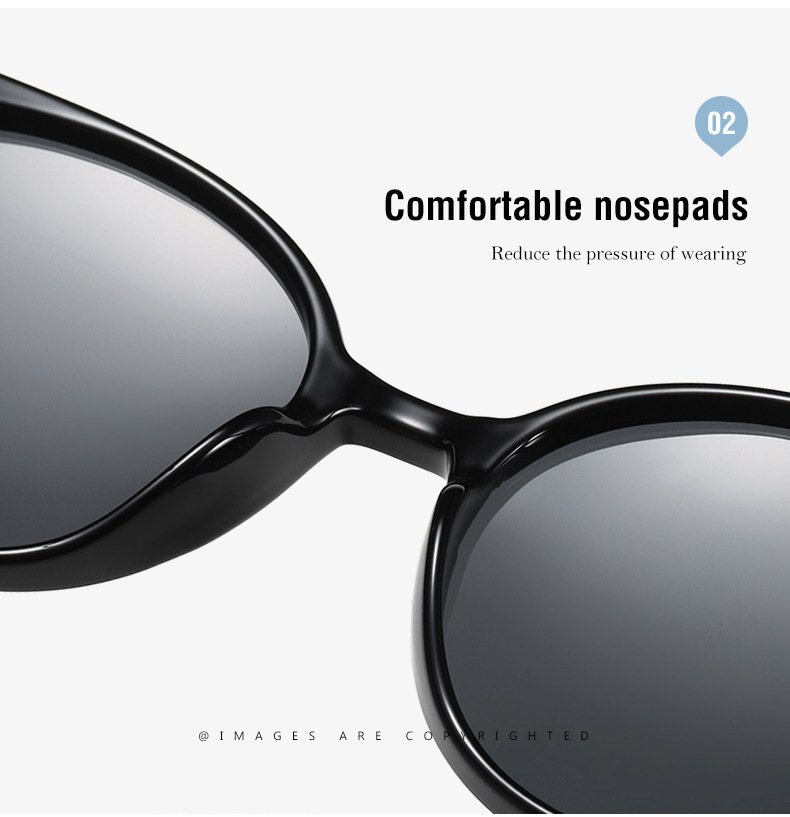 02
Comfortable nosepads
Reduce the pressure of wearing
@IMAGES ARE COPYRIGHTED